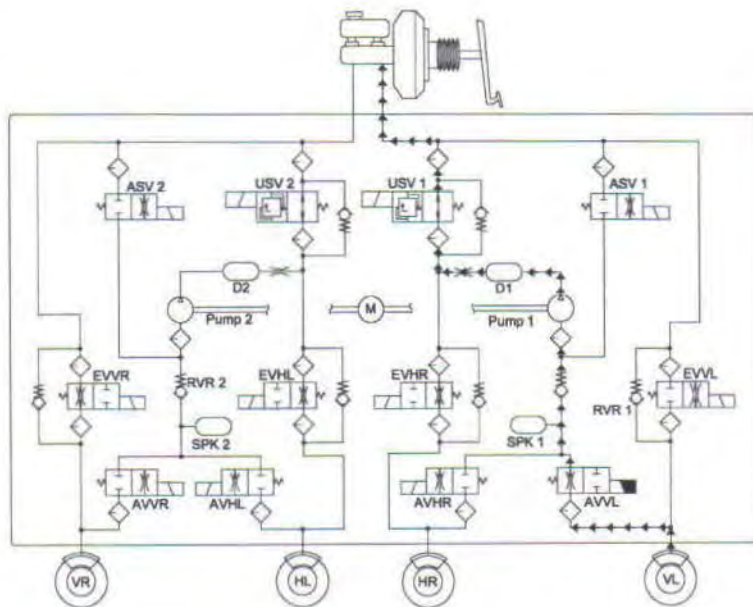 ASV 2
USV 2
USV 1
ASV 1
D2
D1
Pump 2
M
Pump 1
EVVR
RVR 2
EVHL
EVHR
RVR 1
EVVL
SPK 2
SPK 1
AVVR
AVHL
AVHR
AVVL
VR
HL
HR
VL